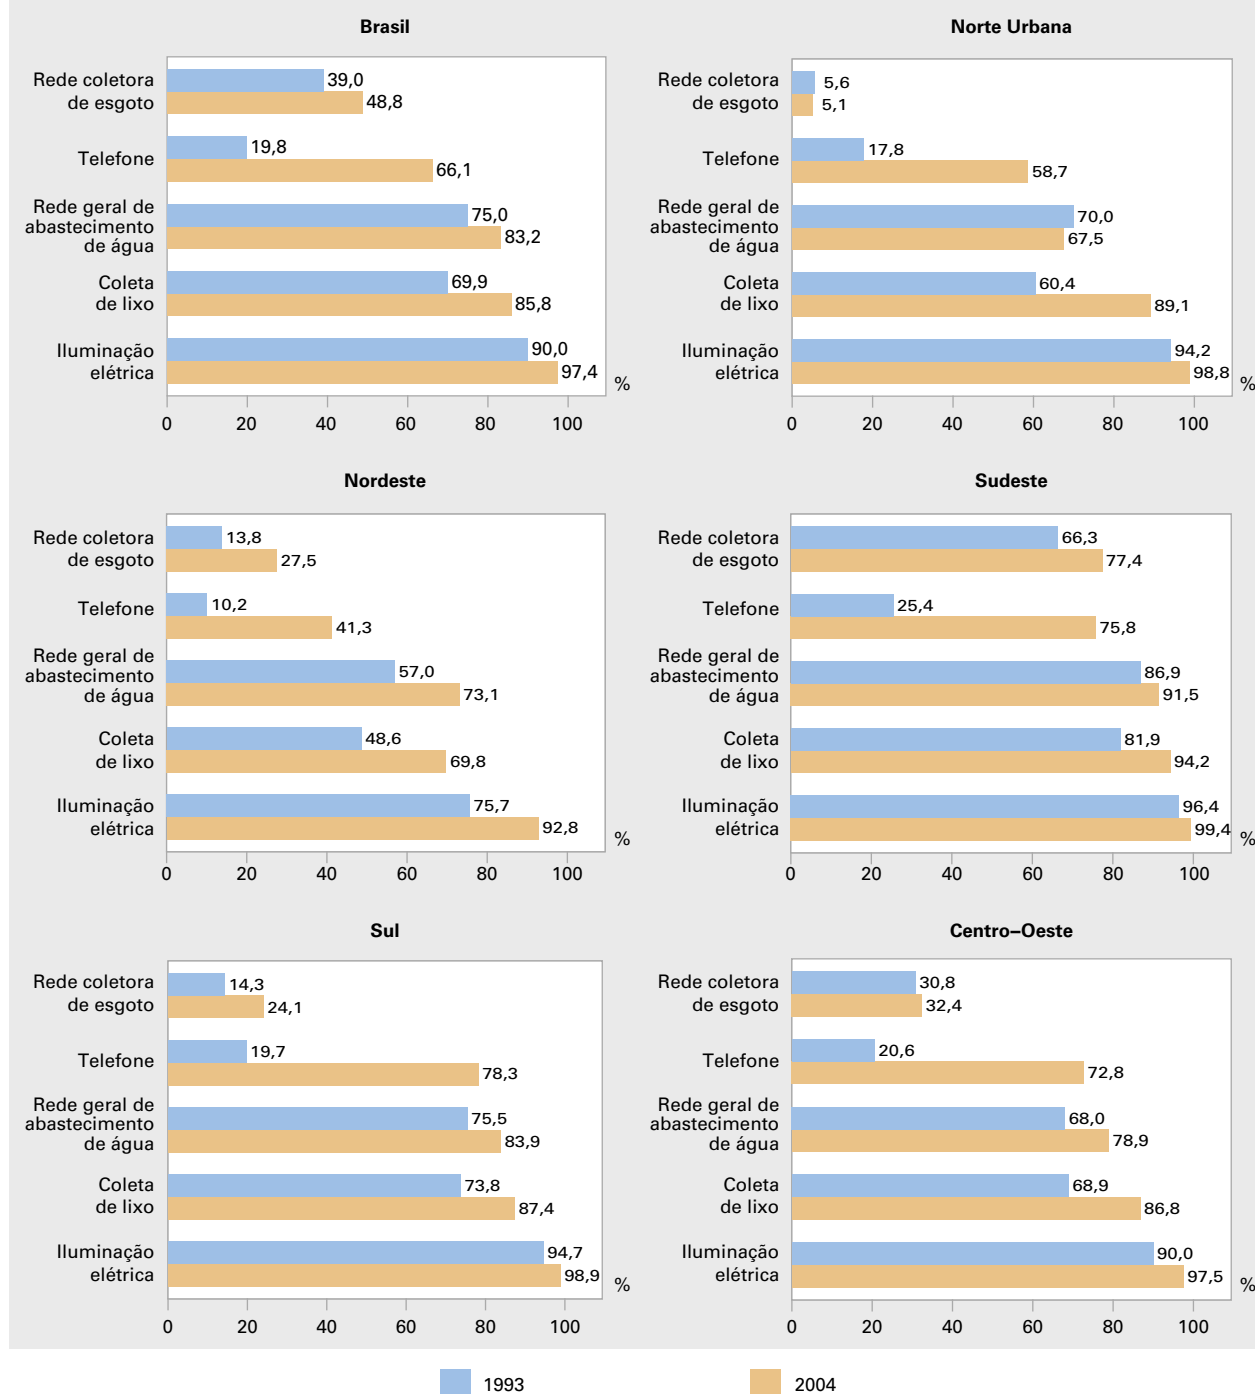 Brasil
Rede coletora
de esgoto
39,0
48,8
Telefone
19,8
66,1
Rede geral de
abastecimento
de água
75,0
83,2
Coleta
de lixo
69,9
85,8
Iluminação
elétrica
90,0
97,4
%
0 20 40 60 80 100
Norte Urbana
Rede coletora
de esgoto
5,6
5,1
Telefone
17,8
58,7
Rede geral de
abastecimento
de água
70,0
67,5
Coleta
de lixo
60,4
89,1
Iluminação
elétrica
94,2
98,8
%
0 20 40 60 80 100
Nordeste
Rede coletora
de esgoto
13,8
27,5
Telefone
10,2
41,3
Rede geral de
abastecimento
de água
57,0
73,1
Coleta
de lixo
48,6
69,8
Iluminação
elétrica
75,7
92,8
%
0 20 40 60 80 100
Sudeste
Rede coletora
de esgoto
66,3
77,4
Telefone
25,4
75,8
Rede geral de
abastecimento
de água
86,9
91,5
Coleta
de lixo
81,9
94,2
Iluminação
elétrica
96,4
99,4
%
0 20 40 60 80 100
Sul
Rede coletora
de esgoto
14,3
24,1
Telefone
19,7
78,3
Rede geral de
abastecimento
de água
75,5
83,9
Coleta
de lixo
73,8
87,4
Iluminação
elétrica
94,7
98,9
%
0 20 40 60 80 100
Centro–Oeste
Rede coletora
de esgoto
30,8
32,4
Telefone
20,6
72,8
Rede geral de
abastecimento
de água
68,0
78,9
Coleta
de lixo
68,9
86,8
Iluminação
elétrica
90,0
97,5
%
0 20 40 60 80 100
1993 2004